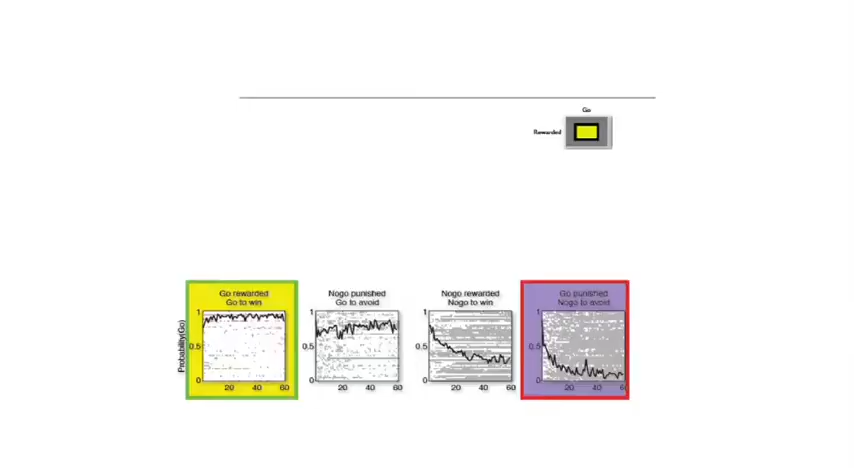 Go
Rewarded
Go rewarded
Go to win
Nogo punished
Go to avoid
Nogo rewarded
Nogo to win
Go punished
Nogo to avoid
Probability(Go)
1
0.5
0
20 40 60
1
0.5
0
20 40 60
1
0.5
0
20 40 60
1
0.5
0
20 40 60